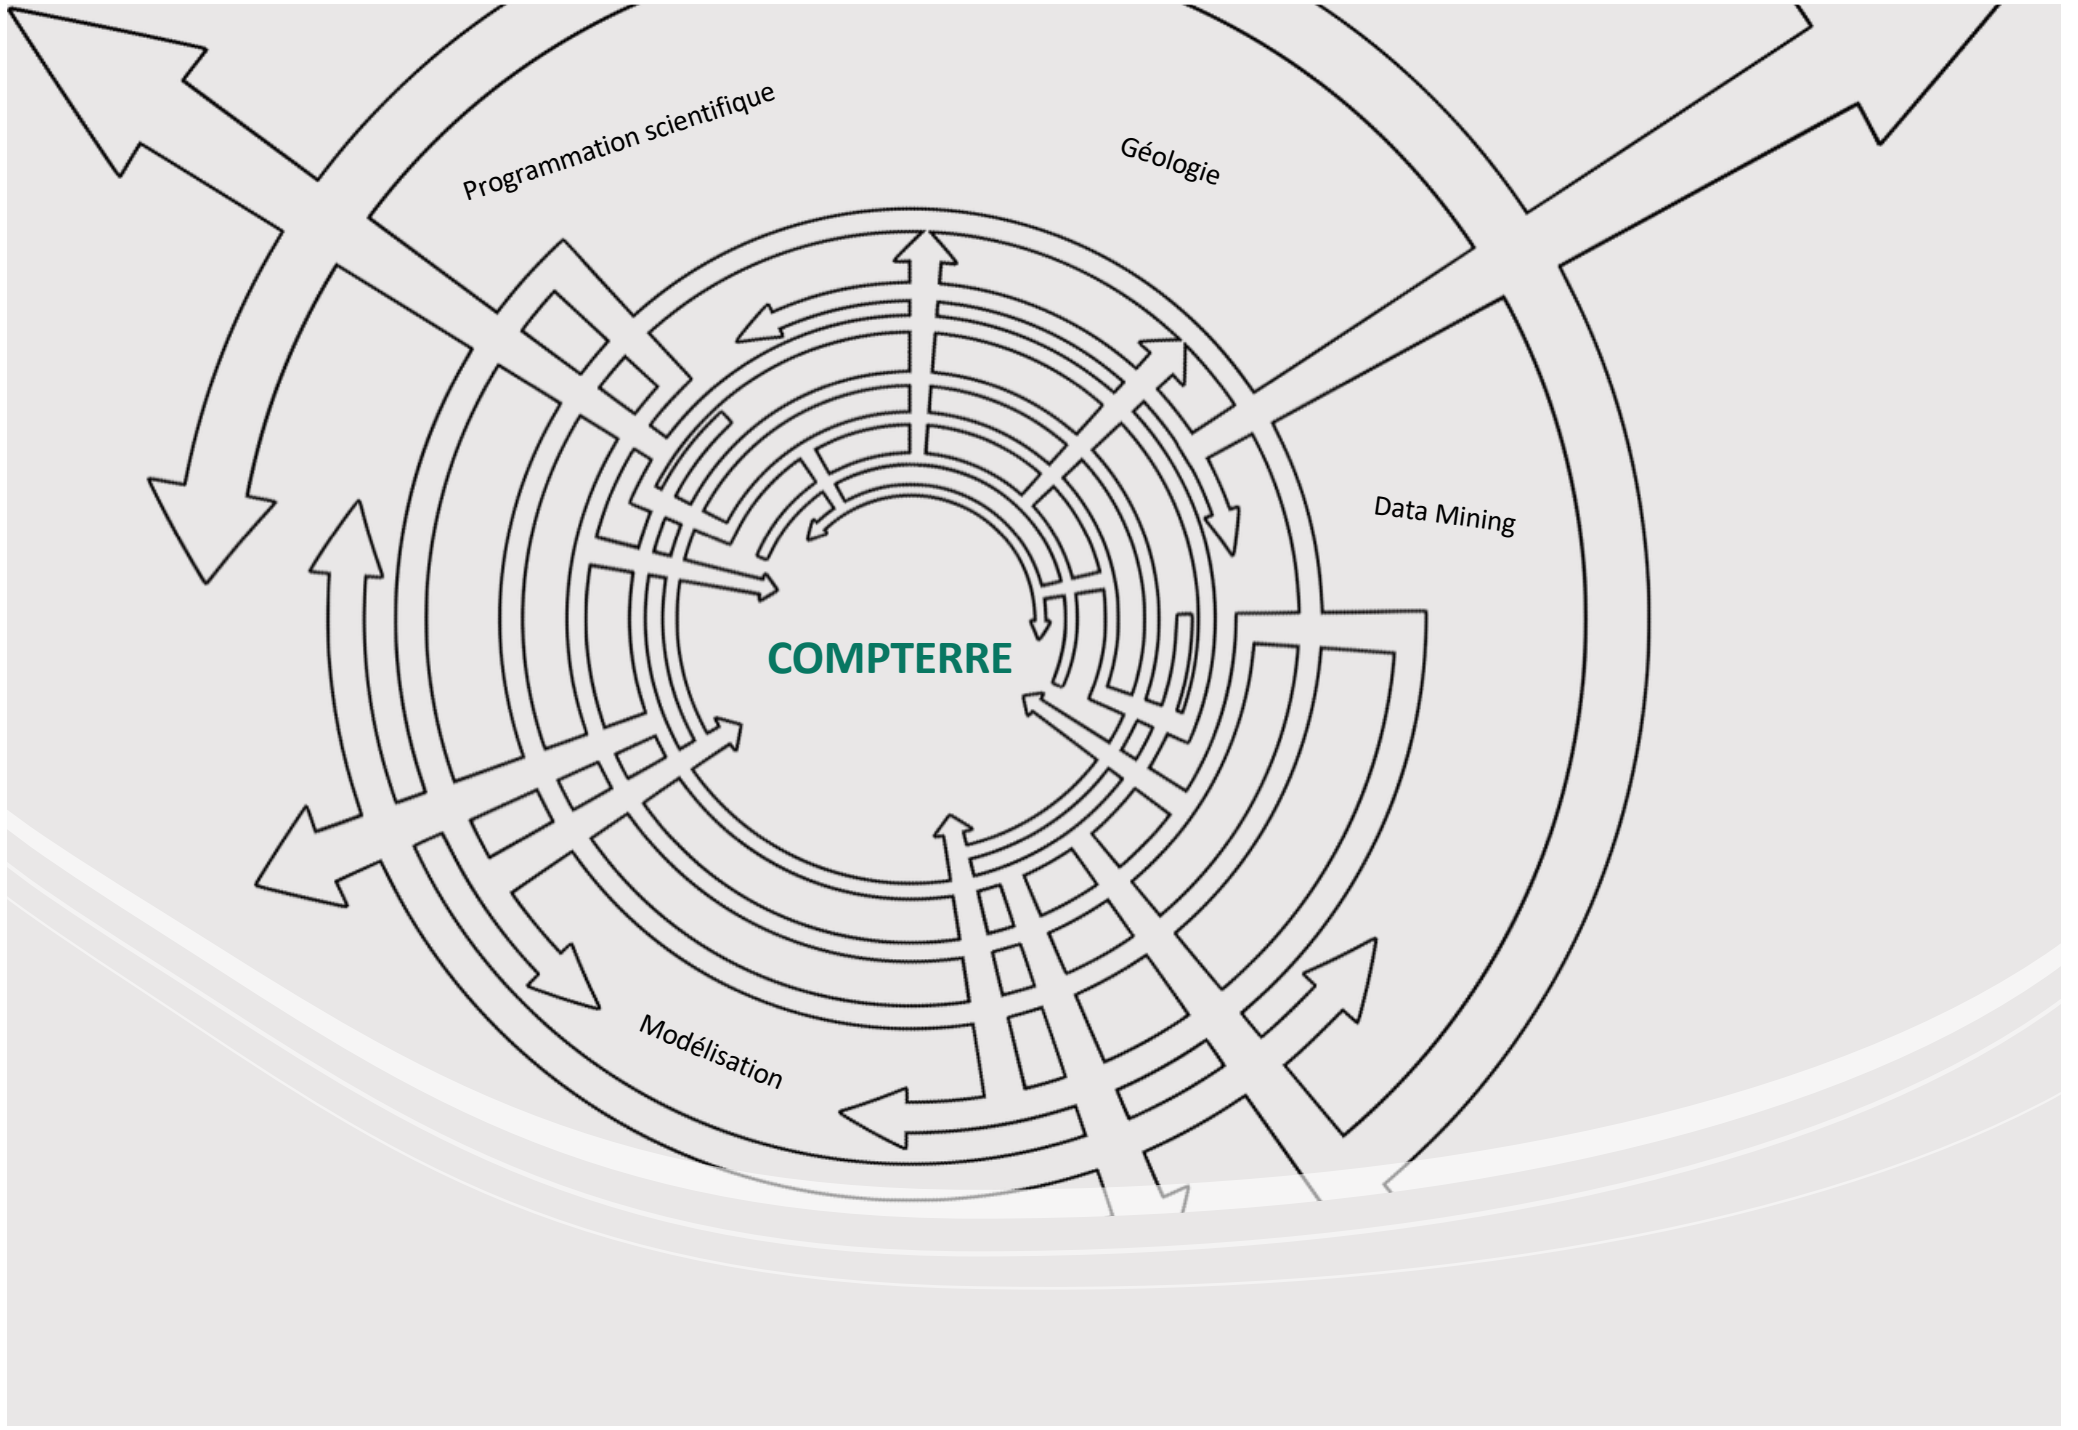 Programmation scientifique
Géologie
Data Mining
COMPTERRE
Modélisation